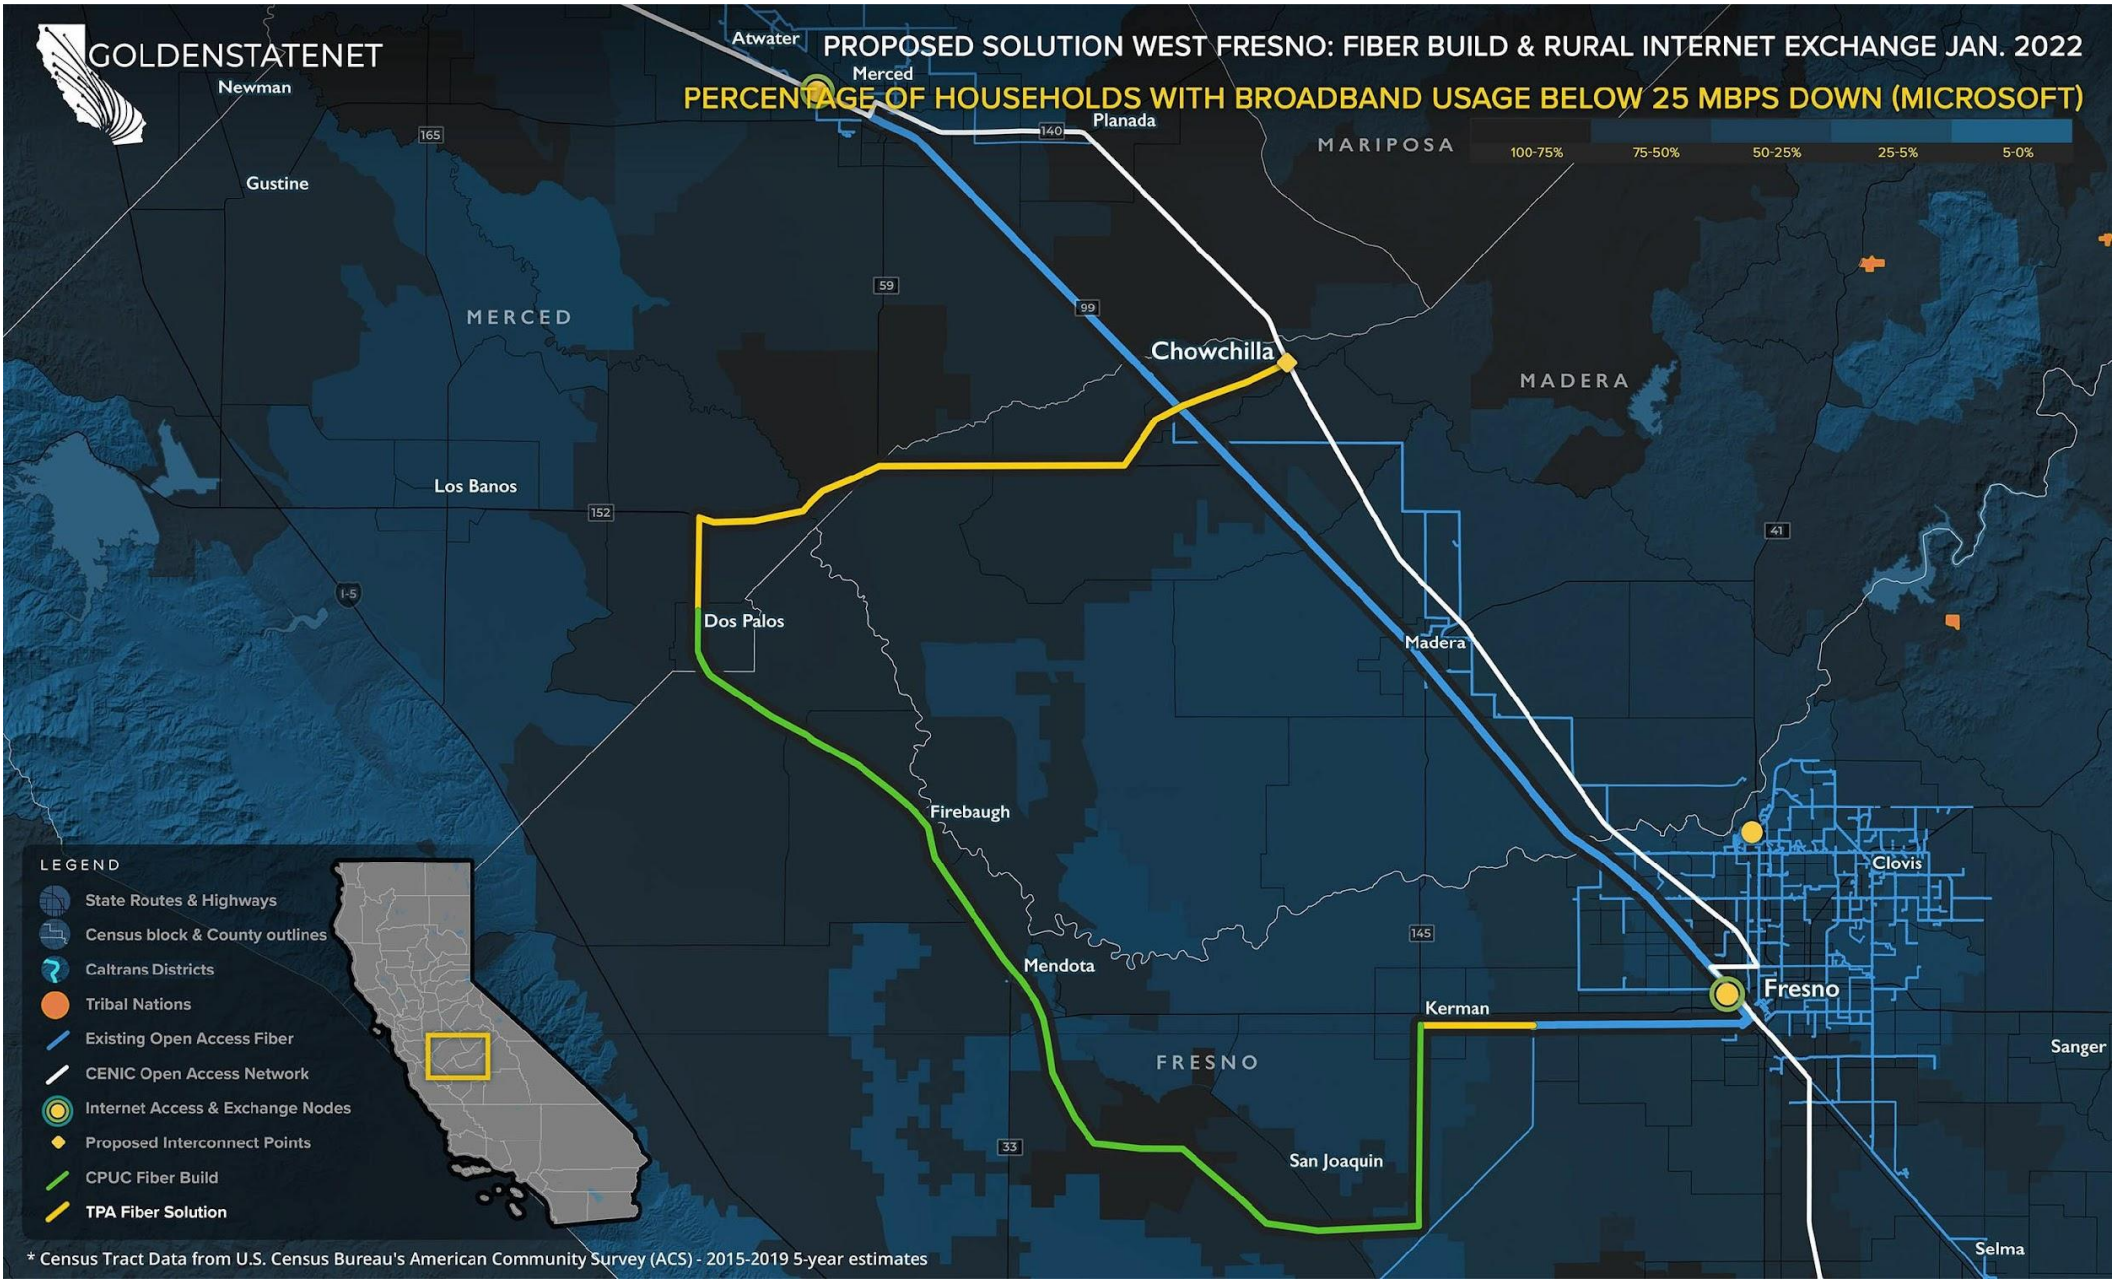 GOLDENSTATENET
PROPOSED SOLUTION WEST FRESNO: FIBER BUILD & RURAL INTERNET EXCHANGE JAN. 2022
PERCENTAGE OF HOUSEHOLDS WITH BROADBAND USAGE BELOW 25 MBPS DOWN (MICROSOFT)
100-75%
75-50%
50-25%
25-5%
5-0%
Atwater
Merced
Newman
Planada
140
165
MARIPOSA
Gustine
59
99
MERCED
Chowchilla
MADERA
Los Banos
152
41
I-5
Dos Palos
Madera
Firebaugh
Clovis
145
Mendota
Fresno
Kerman
Sanger
FRESNO
33
San Joaquin
Selma
LEGEND
State Routes & Highways
Census block & County outlines
Caltrans Districts
Tribal Nations
Existing Open Access Fiber
CENIC Open Access Network
Internet Access & Exchange Nodes
Proposed Interconnect Points
CPUC Fiber Build
TPA Fiber Solution
* Census Tract Data from U.S. Census Bureau's American Community Survey (ACS) - 2015-2019 5-year estimates